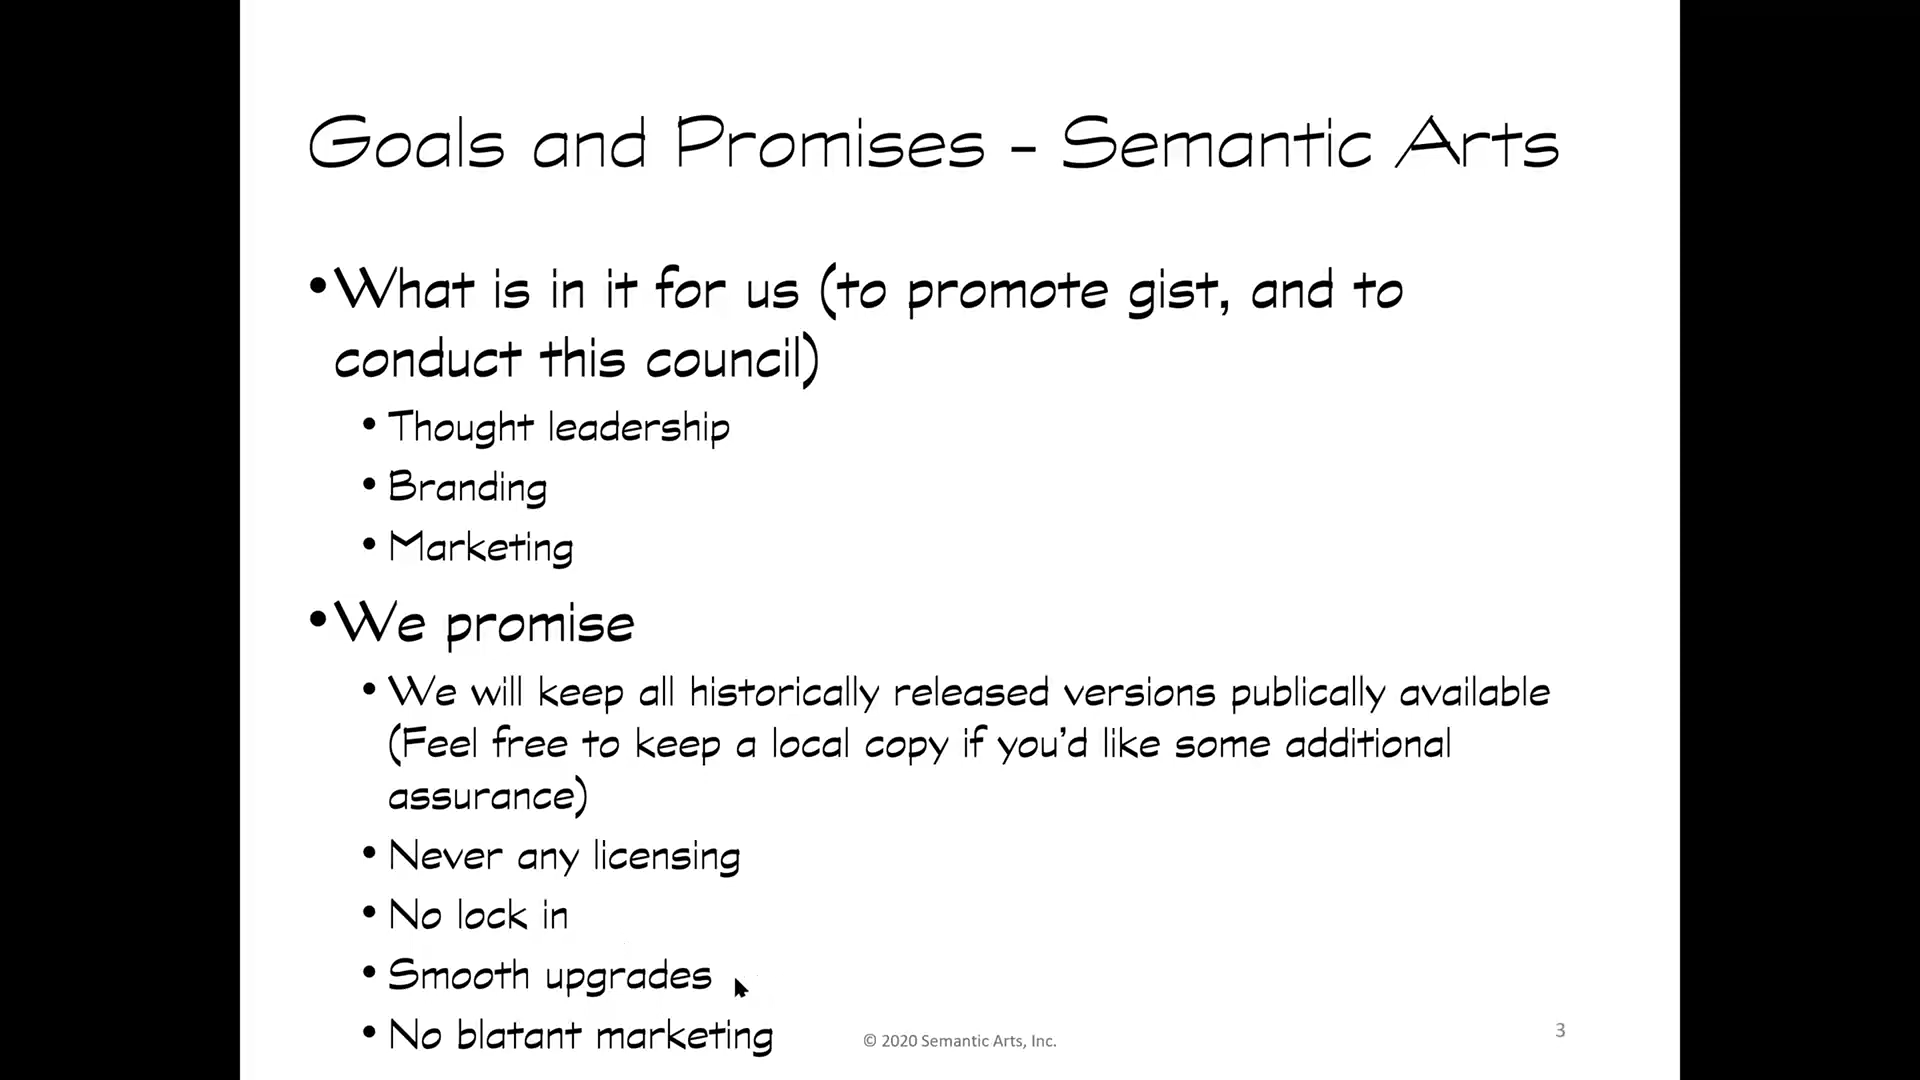 Goals and Promises - Semantic Arts
•What is in it for us (to promote gist, and to
conduct this council)
• Thought leadership
• Branding
• Marketing
•We promise
• We will keep all historically released versions publically available
(Feel free to keep a local copy if you'd like some additional
assurance)
• Never any licensing
• No lock in
• Smooth upgrades
• No blatant marketing
© 2020 Semantic Arts, Inc.
3